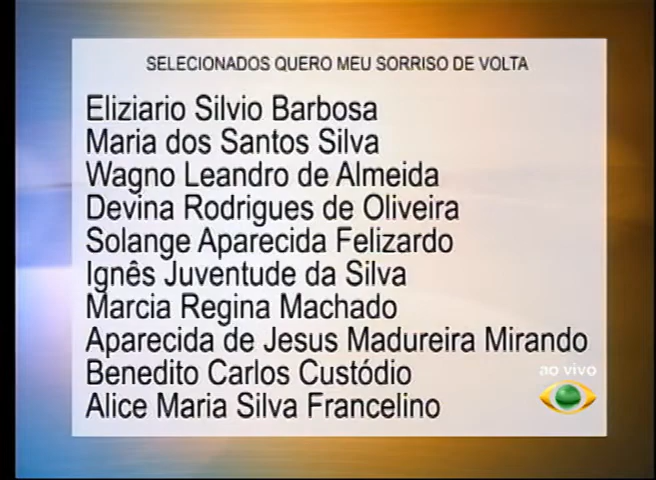 SELECIONADOS QUERO MEU SORRISO DE VOLTA
Eliziario Silvio Barbosa
Maria dos Santos Silva
Wagno Leandro de Almeida
Devina Rodrigues de Oliveira
Solange Aparecida Felizardo
Ignês Juventude da Silva
Marcia Regina Machado
Aparecida de Jesus Madureira Mirando
Benedito Carlos Custódio
Alice Maria Silva Francelino
ao vivo